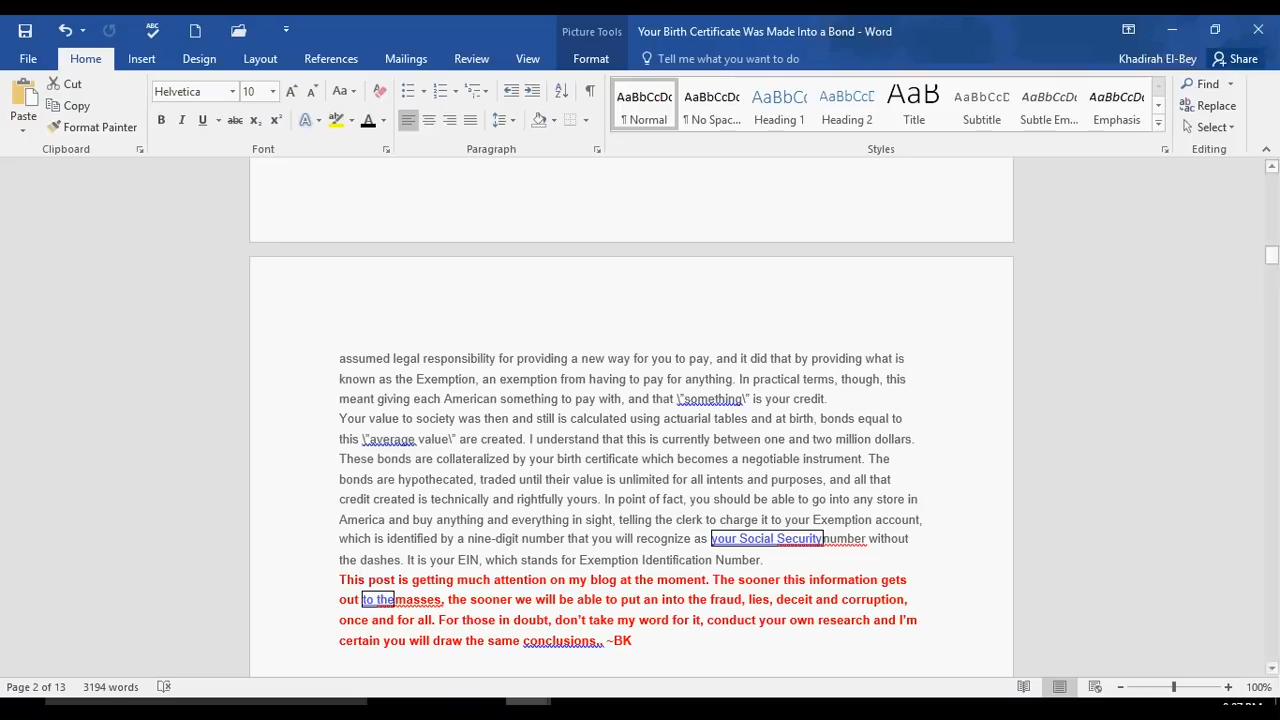 Picture Tools
Your Birth Certificate Was Made Into a Bond - Word
File Home Insert Design Layout References Mailings Review View Format Tell me what you want to do Khadirah El-Bey Share
Cut
Copy
Format Painter
Paste
Clipboard
Helvetica 10 Aa
B I U abc X2 X2 A A
Font
Paragraph
AaBbCcDc AaBbCcDc AaBbCc AaBbCcD AaB AaBbCcD AaBbCcDc AaBbCcDc
¶ Normal ¶ No Spac... Heading 1 Heading 2 Title Subtitle Subtle Em... Emphasis
Styles
Find
Replace
Select
Editing
assumed legal responsibility for providing a new way for you to pay, and it did that by providing what is
known as the Exemption, an exemption from having to pay for anything. In practical terms, though, this
meant giving each American something to pay with, and that \"something\" is your credit.
Your value to society was then and still is calculated using actuarial tables and at birth, bonds equal to
this \"average value\" are created. I understand that this is currently between one and two million dollars.
These bonds are collateralized by your birth certificate which becomes a negotiable instrument. The
bonds are hypothecated, traded until their value is unlimited for all intents and purposes, and all that
credit created is technically and rightfully yours. In point of fact, you should be able to go into any store in
America and buy anything and everything in sight, telling the clerk to charge it to your Exemption account,
which is identified by a nine-digit number that you will recognize as your Social Securitynumber without
the dashes. It is your EIN, which stands for Exemption Identification Number.
This post is getting much attention on my blog at the moment. The sooner this information gets
out to themasses, the sooner we will be able to put an into the fraud, lies, deceit and corruption,
once and for all. For those in doubt, don't take my word for it, conduct your own research and I'm
certain you will draw the same conclusions.. ~BK
Page 2 of 13 3194 words 100%